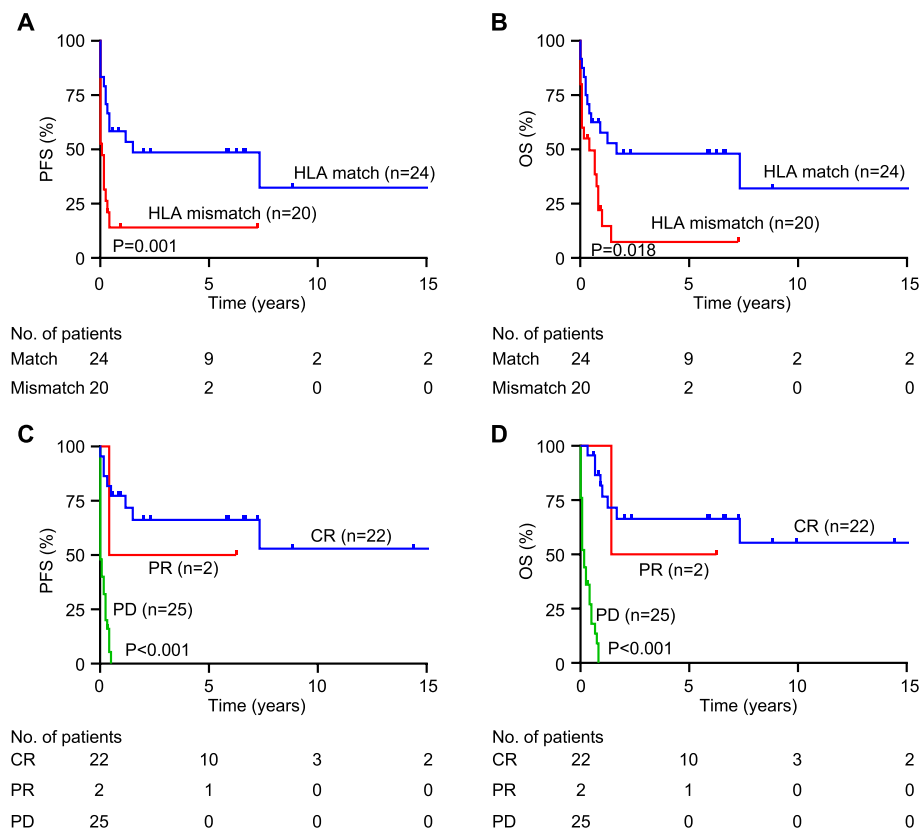 A
B
100
75
50
25
0
PFS (%)
HLA match (n=24)
HLA mismatch (n=20)
P=0.001
0 5 10 15
Time (years)
100
75
50
25
0
OS (%)
HLA match (n=24)
HLA mismatch (n=20)
P=0.018
0 5 10 15
Time (years)
No. of patients
Match 24 9 2 2
Mismatch 20 2 0 0
No. of patients
Match 24 9 2 2
Mismatch 20 2 0 0
C
D
100
75
50
25
0
PFS (%)
CR (n=22)
PR (n=2)
PD (n=25)
P<0.001
0 5 10 15
Time (years)
100
75
50
25
0
OS (%)
CR (n=22)
PR (n=2)
PD (n=25)
P<0.001
0 5 10 15
Time (years)
No. of patients
CR 22 10 3 2
PR 2 1 0 0
PD 25 0 0 0
No. of patients
CR 22 10 3 2
PR 2 1 0 0
PD 25 0 0 0